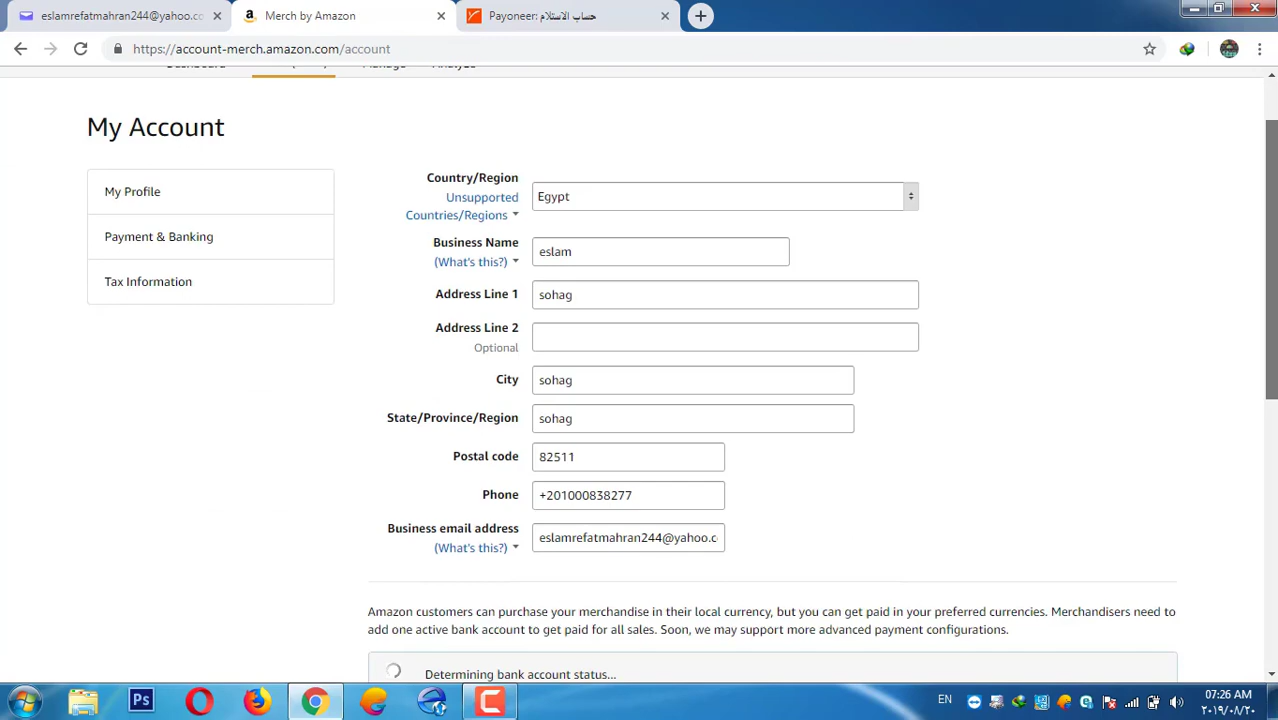 eslamrefatmahran244@yahoo.cc
Merch by Amazon
Payoneer: حساب الاستلام
https://account-merch.amazon.com/account
My Account
My Profile
Payment & Banking
Tax Information
Country/Region
Unsupported
Countries/Regions
Egypt
Business Name
(What's this?)
eslam
Address Line 1
sohag
Address Line 2
Optional
City
sohag
State/Province/Region
sohag
Postal code
82511
Phone
+201000838277
Business email address
(What's this?)
eslamrefatmahran244@yahoo.c
Amazon customers can purchase your merchandise in their local currency, but you can get paid in your preferred currencies. Merchandisers need to
add one active bank account to get paid for all sales. Soon, we may support more advanced payment configurations.
Determining bank account status...
Ps
EN
07:26 AM
٢٠١٩/٠٨/٢٠